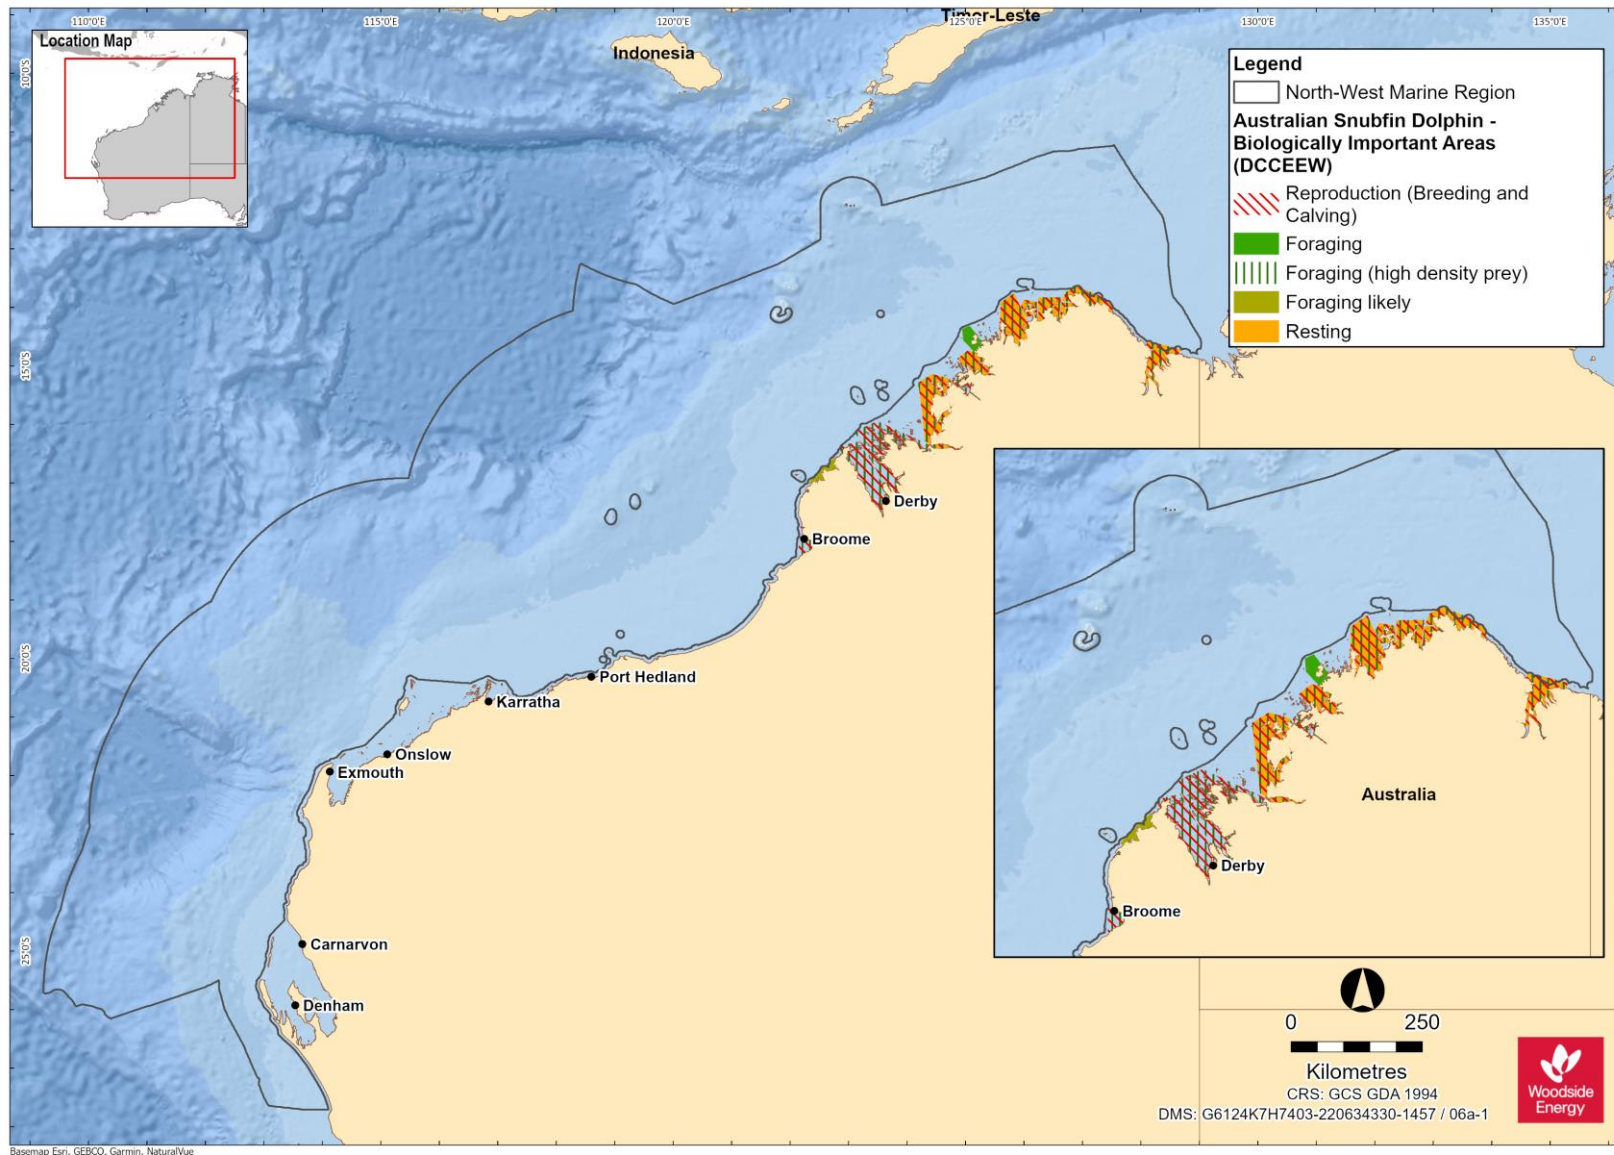 110°0'E
115°0'E
120°0'E
125°0'E
130°0'E
135°0'E
Timor-Leste
Indonesia
Location Map
10°0'S
15°0'S
20°0'S
25°0'S
Legend
North-West Marine Region
Australian Snubfin Dolphin -
Biologically Important Areas
(DCCEEW)
Reproduction (Breeding and
Calving)
Foraging
Foraging (high density prey)
Foraging likely
Resting
Derby
Broome
Port Hedland
Karratha
Onslow
Exmouth
Carnarvon
Denham
Australia
Derby
Broome
0 250
Kilometres
CRS: GCS GDA 1994
DMS: G6124K7H7403-220634330-1457 / 06a-1
Woodside
Energy
Basemap Esri, GEBCO, Garmin, NaturalVue